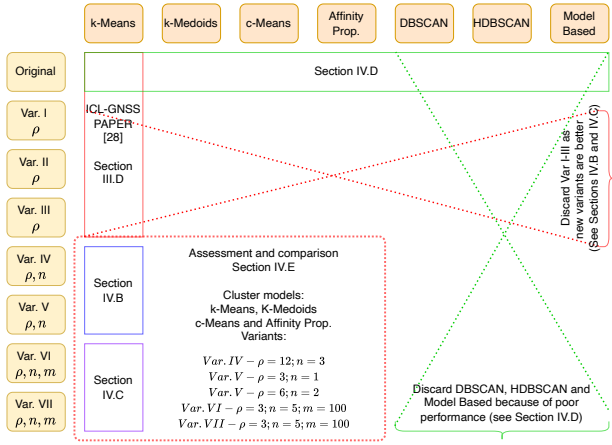 k-Means
k-Medoids
c-Means
Affinity
Prop.
DBSCAN
HDBSCAN
Model
Based
Original
Section IV.D
Var. I
ρ
ICL-GNSS
PAPER
[28]
Var. II
ρ
Section
III.D
Var. III
ρ
Discard Var I-III as
new variants are better
(See Sections IV.B and IV.C)
Var. IV
ρ, n
Section
IV.B
Var. V
ρ, n
Assessment and comparison
Section IV.E
Cluster models:
k-Means, K-Medoids
c-Means and Affinity Prop.
Variants:
Var. IV − ρ = 12; n = 3
Var. V − ρ = 3; n = 1
Var. V − ρ = 6; n = 2
Var. VI − ρ = 3; n = 5; m = 100
Var. VII − ρ = 3; n = 5; m = 100
Var. VI
ρ, n, m
Section
IV.C
Var. VII
ρ, n, m
Discard DBSCAN, HDBSCAN and
Model Based because of poor
performance (see Section IV.D)